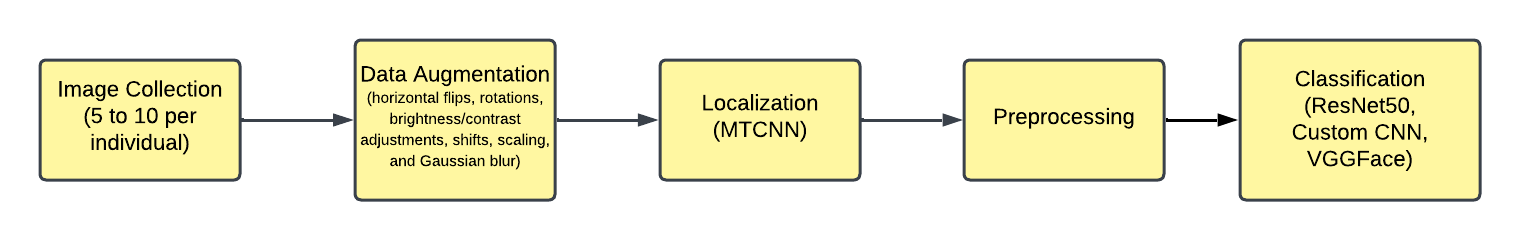 Image Collection
(5 to 10 per
individual)
Data Augmentation
(horizontal flips, rotations,
brightness/contrast
adjustments, shifts, scaling,
and Gaussian blur)
Localization
(MTCNN)
Preprocessing
Classification
(ResNet50,
Custom CNN,
VGGFace)